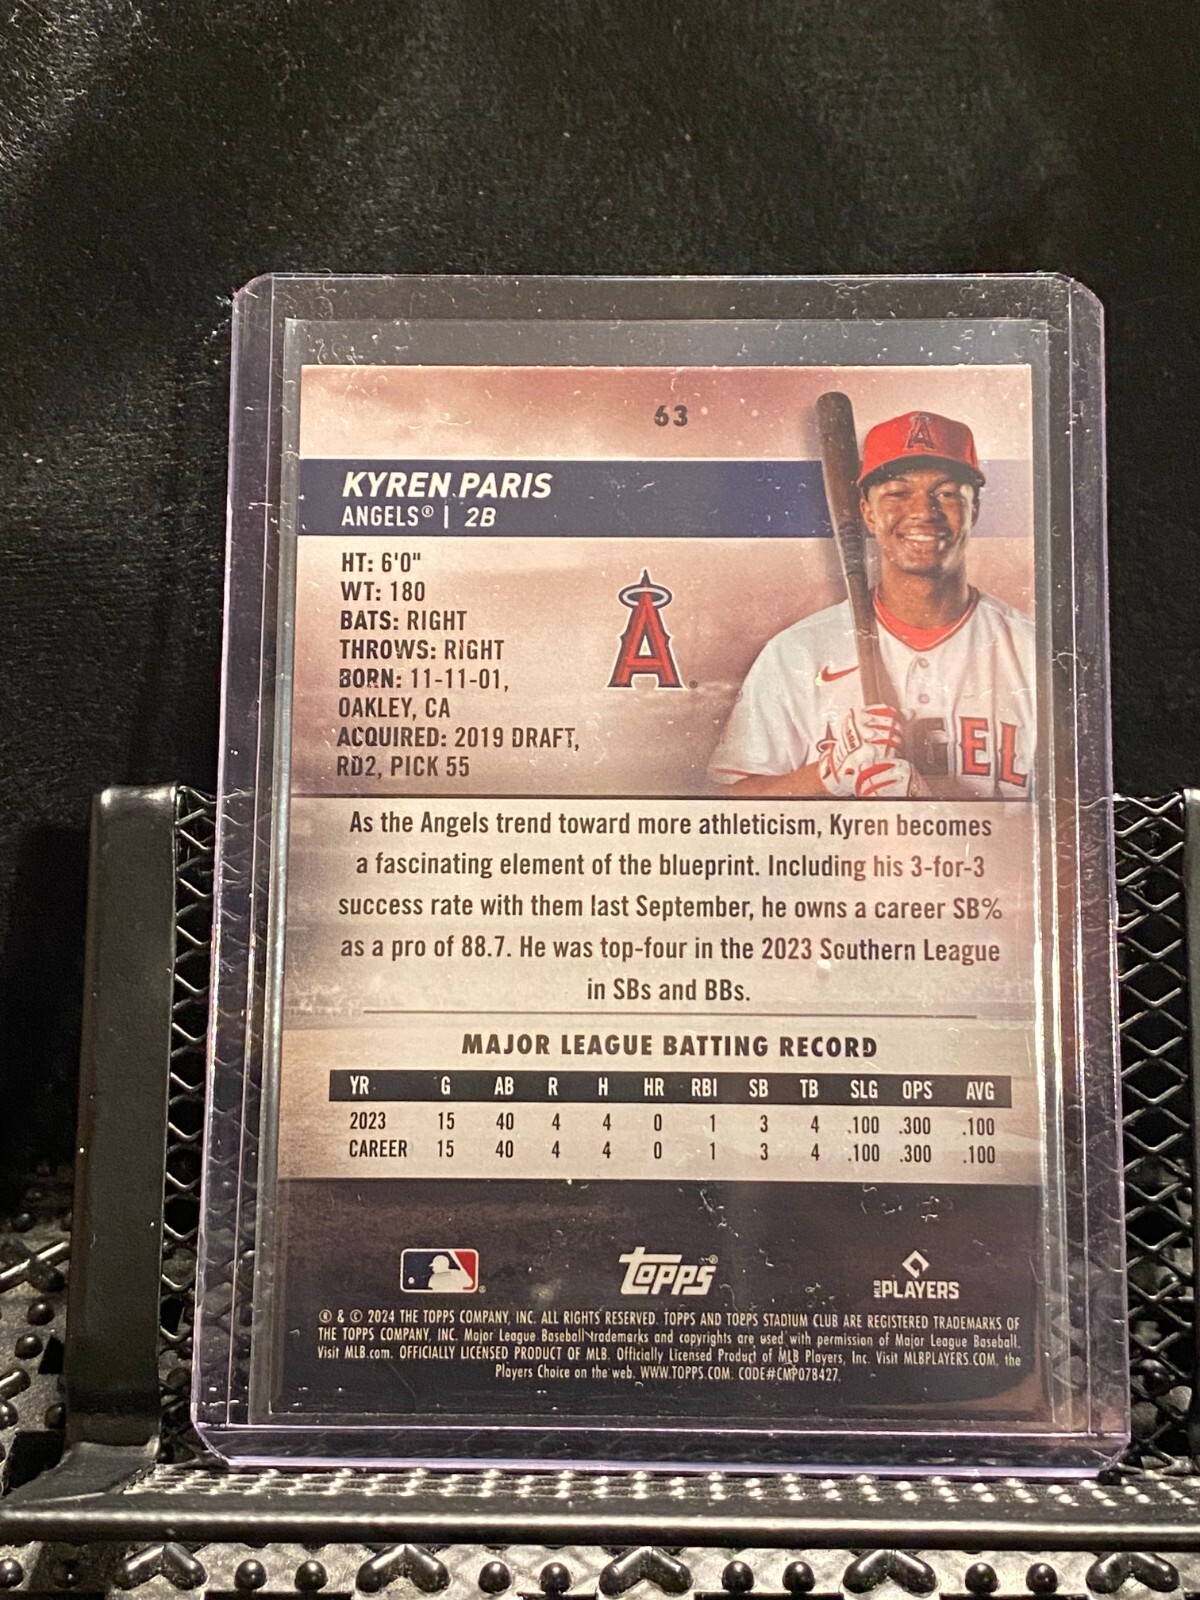 63
KYREN PARIS
ANGELS® | 2B
HT: 6'0"
WT: 180
BATS: RIGHT
THROWS: RIGHT
BORN: 11-11-01,
OAKLEY, CA
ACQUIRED: 2019 DRAFT,
RD2, PICK 55
A
A
GEL
As the Angels trend toward more athleticism, Kyren becomes
a fascinating element of the blueprint. Including his 3-for-3
success rate with them last September, he owns a career SB%
as a pro of 88.7. He was top-four in the 2023 Southern League
in SBs and BBs.
MAJOR LEAGUE BATTING RECORD
YR G AB R H HR RBI SB TB SLG OPS AVG
2023 15 40 4 4 0 1 3 4 .100 .300 .100
CAREER 15 40 4 4 0 1 3 4 .100 .300 .100
topps®
MLB PLAYERS
® & © 2024 THE TOPPS COMPANY, INC. ALL RIGHTS RESERVED. TOPPS AND TOPPS STADIUM CLUB ARE REGISTERED TRADEMARKS OF
THE TOPPS COMPANY, INC. Major League Baseball trademarks and copyrights are used with permission of Major League Baseball.
Visit MLB.com. OFFICIALLY LICENSED PRODUCT OF MLB. Officially Licensed Product of MLB Players, Inc. Visit MLBPLAYERS.COM, the
Players Choice on the web. WWW.TOPPS.COM. CODE#CMP078427.